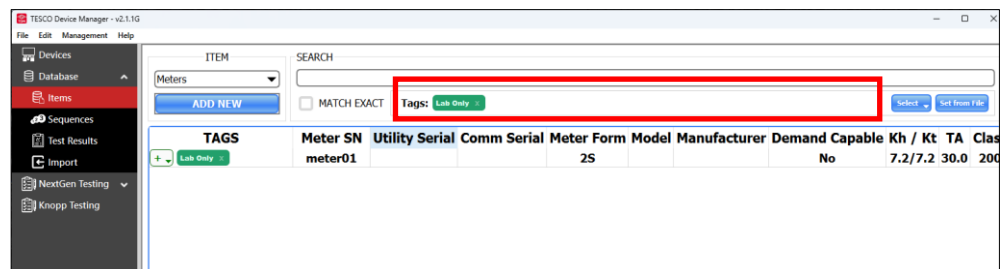 TESCO Device Manager - v2.1.1G
File Edit Management Help
Devices
Database
Items
Sequences
Test Results
Import
NextGen Testing
Knopp Testing
ITEM
Meters
ADD NEW
SEARCH
MATCH EXACT
Tags: Lab Only x
Select
Set from File
TAGS Meter SN Utility Serial Comm Serial Meter Form Model Manufacturer Demand Capable Kh / Kt TA Clas
+ Lab Only x meter01 2S No 7.2/7.2 30.0 200